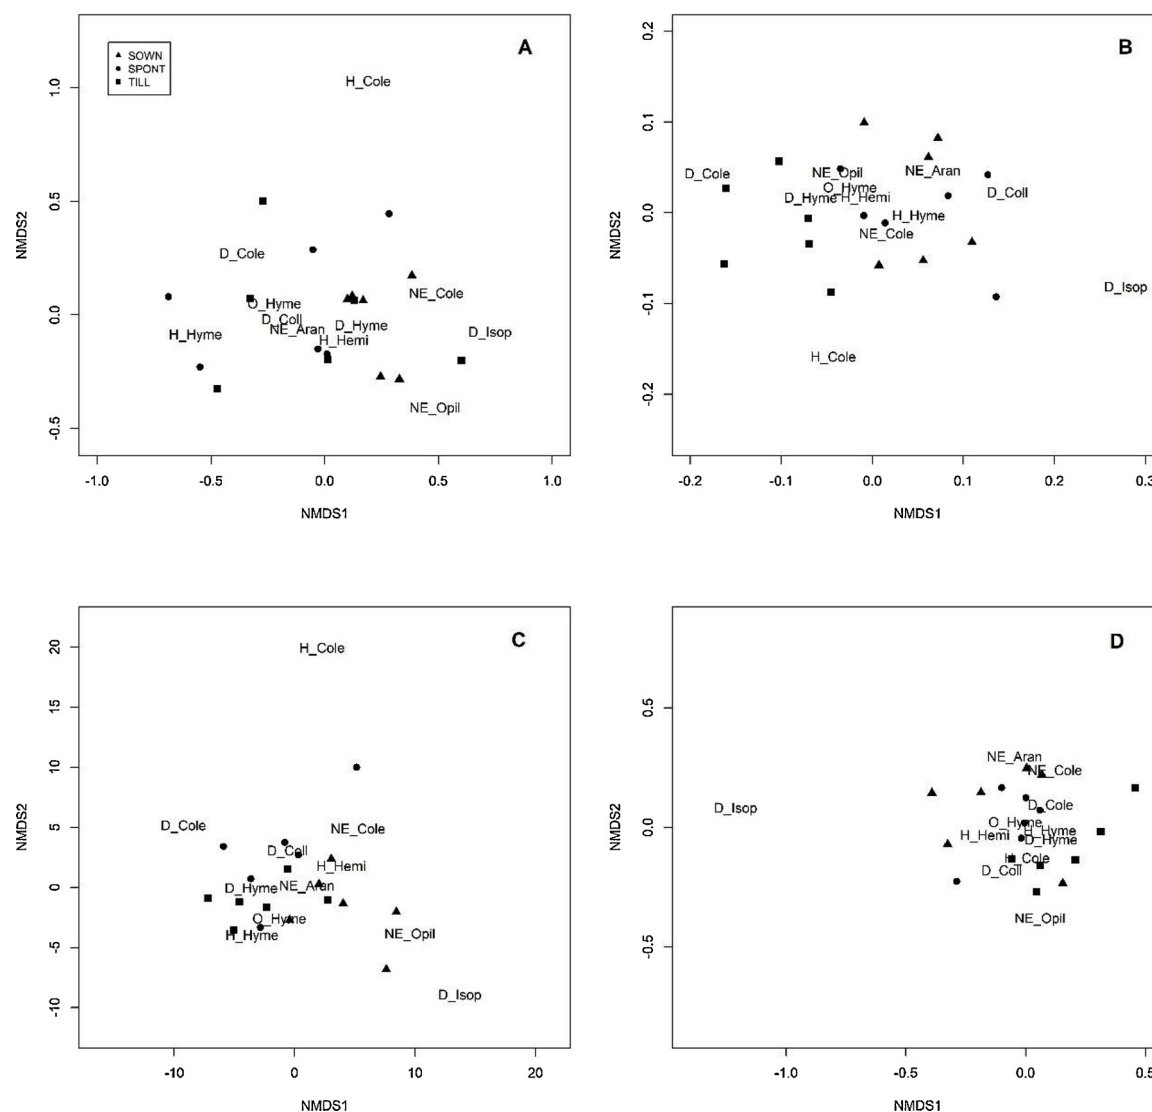 A
SOWN
SPONT
TILL
H_Cole
D_Cole
NE_Cole
O_Hyme
D_Coll
NE_Aran
D_Hyme
H_Hyme
H_Hemi
D_Isop
NE_Opil
NMDS2
1.0
0.5
0.0
-0.5
-1.0
-0.5
0.0
0.5
1.0
NMDS1
B
D_Cole
NE_Opil
NE_Aran
O_Hyme
D_Hyme
H_Hemi
D_Coll
H_Hyme
NE_Cole
D_Isop
H_Cole
NMDS2
0.2
0.1
0.0
-0.1
-0.2
-0.2
-0.1
0.0
0.1
0.2
0.3
NMDS1
C
H_Cole
D_Cole
NE_Cole
D_Coll
H_Hemi
D_Hyme
NE_Aran
O_Hyme
H_Hyme
NE_Opil
D_Isop
NMDS2
20
15
10
5
0
-5
-10
-10
0
10
20
NMDS1
D
NE_Aran
NE_Cole
D_Isop
D_Cole
O_Hyme
H_Hemi
H_Hyme
D_Hyme
H_Cole
D_Coll
NE_Opil
NMDS2
0.5
0.0
-0.5
-1.0
-0.5
0.0
0.5
NMDS1